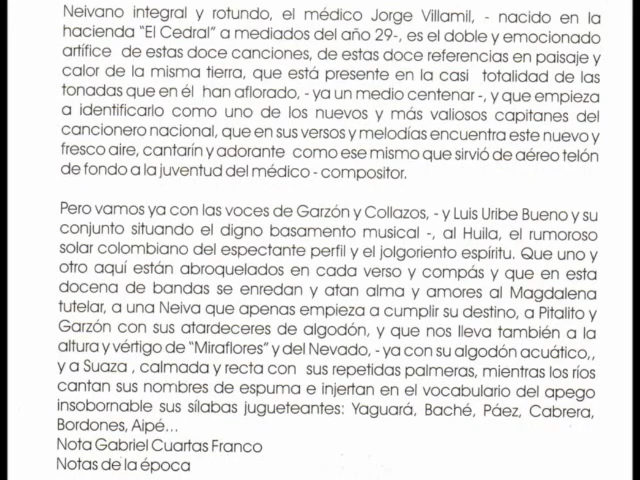 Neivano integral y rotundo, el médico Jorge Villamil, - nacido en la
hacienda "El Cedral" a mediados del año 29-, es el doble y emocionado
artífice de estas doce canciones, de estas doce referencias en paisaje y
calor de la misma tierra, que está presente en la casi totalidad de las
tonadas que en él han aflorado, - ya un medio centenar -, y que empieza
a identificarlo como uno de los nuevos y más valiosos capitanes del
cancionero nacional, que en sus versos y melodías encuentra este nuevo y
fresco aire, cantarín y adorante como ese mismo que sirvió de aéreo telón
de fondo a la juventud del médico - compositor.
Pero vamos ya con las voces de Garzón y Collazos, - y Luis Uribe Bueno y su
conjunto situando el digno basamento musical -, al Huila, el rumoroso
solar colombiano del espectante perfil y el jolgoriento espíritu. Que uno y
otro aquí están abroquelados en cada verso y compás y que en esta
docena de bandas se enredan y atan alma y amores al Magdalena
tutelar, a una Neiva que apenas empieza a cumplir su destino, a Pitalito y
Garzón con sus atardeceres de algodón, y que nos lleva también a la
altura y vértigo de "Miraflores" y del Nevado, - ya con su algodón acuático,,
y a Suaza , calmada y recta con sus repetidas palmeras, mientras los ríos
cantan sus nombres de espuma e injertan en el vocabulario del apego
insobornable sus sílabas jugueteantes: Yaguará, Baché, Páez, Cabrera,
Bordones, Aipé...
Nota Gabriel Cuartas Franco
Notas de la época